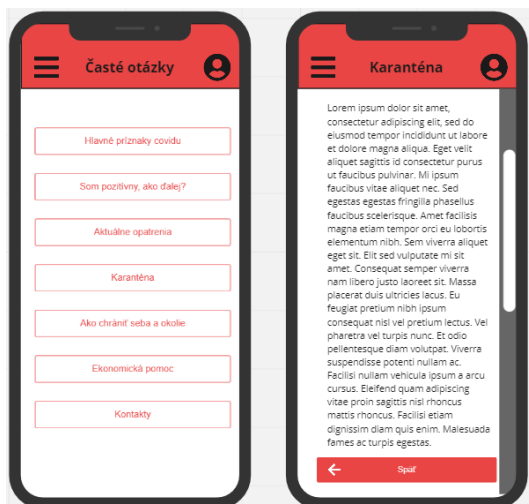 Časté otázky
Hlavné príznaky covidu
Som pozitívny, ako ďalej?
Aktuálne opatrenia
Karanténa
Ako chrániť seba a okolie
Ekonomická pomoc
Kontakty
Karanténa
Lorem ipsum dolor sit amet,
consectetur adipiscing elit, sed do
eiusmod tempor incididunt ut labore
et dolore magna aliqua. Eget velit
aliquet sagittis id consectetur purus
ut faucibus pulvinar. Mi ipsum
faucibus vitae aliquet nec. Sed
egestas egestas fringilla phasellus
faucibus scelerisque. Amet facilisis
magna etiam tempor orci eu lobortis
elementum nibh. Sem viverra aliquet
eget sit. Elit sed vulputate mi sit
amet. Consequat semper viverra
nam libero justo laoreet sit. Massa
placerat duis ultricies lacus. Eu
feugiat pretium nibh ipsum
consequat nisl vel pretium lectus. Vel
pharetra vel turpis nunc. Et odio
pellentesque diam volutpat. Viverra
suspendisse potenti nullam ac.
Facilisi nullam vehicula ipsum a arcu
cursus. Eleifend quam adipiscing
vitae proin sagittis nisl rhoncus
mattis rhoncus. Facilisi etiam
dignissim diam quis enim. Malesuada
fames ac turpis egestas.
Späť